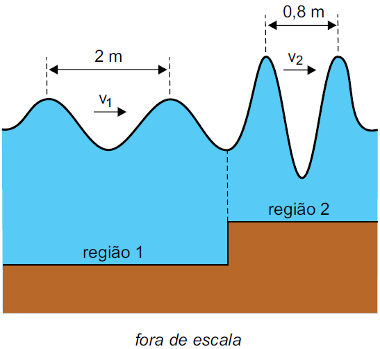 0,8 m
2 m
v1
v2
região 2
região 1
fora de escala